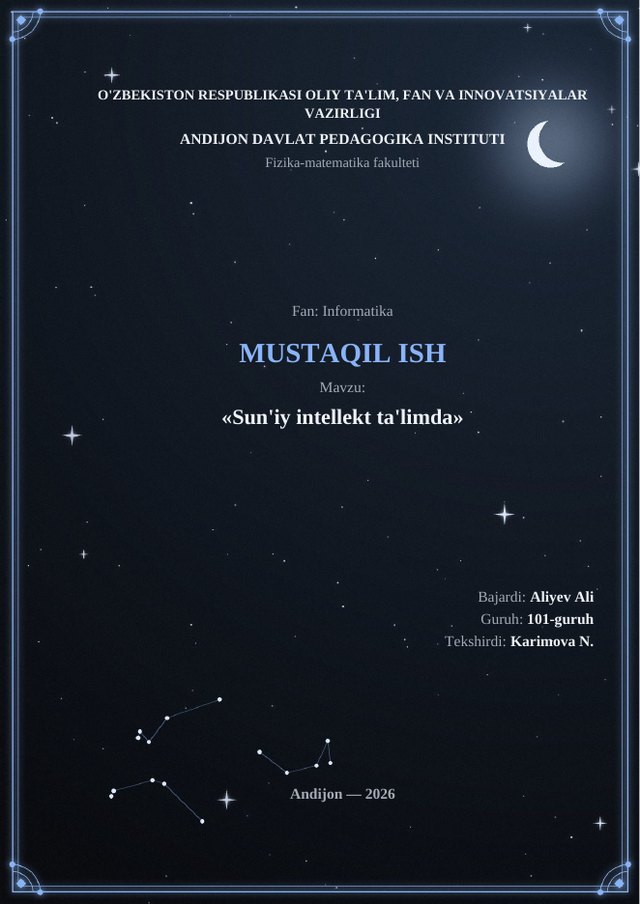 O'ZBEKISTON RESPUBLIKASI OLIY TA'LIM, FAN VA INNOVATSIYALAR
VAZIRLIGI
ANDIJON DAVLAT PEDAGOGIKA INSTITUTI
Fizika-matematika fakulteti
Fan: Informatika
MUSTAQIL ISH
Mavzu:
«Sun'iy intellekt ta'limda»
Bajardi: Aliyev Ali
Guruh: 101-guruh
Tekshirdi: Karimova N.
Andijon — 2026